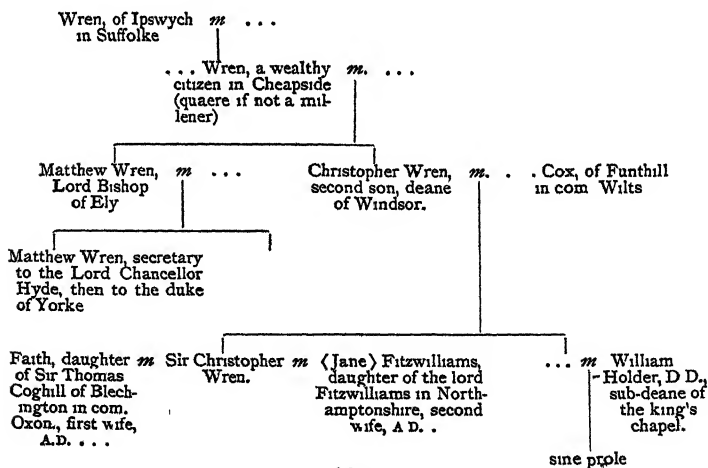 Wren, of Ipswych m . . .
in Suffolke
. . . Wren, a wealthy m. . . .
citizen in Cheapside
(quaere if not a mil-
lener)
Matthew Wren, m . . .
Lord Bishop
of Ely
Christopher Wren, m. . . Cox, of Funthill
second son, deane in com Wilts
of Windsor.
Matthew Wren, secretary
to the Lord Chancellor
Hyde, then to the duke
of Yorke
Faith, daughter m Sir Christopher m ⟨Jane⟩ Fitzwilliams,
of Sir Thomas Wren. daughter of the lord
Coghill of Blech- Fitzwilliams in North-
ington in com. amptonshire, second
Oxon., first wife, wife, A D. . .
A.D. . . . .
. . . m William
Holder, D D.,
sub-deane of
the king's
chapel.
sine prole